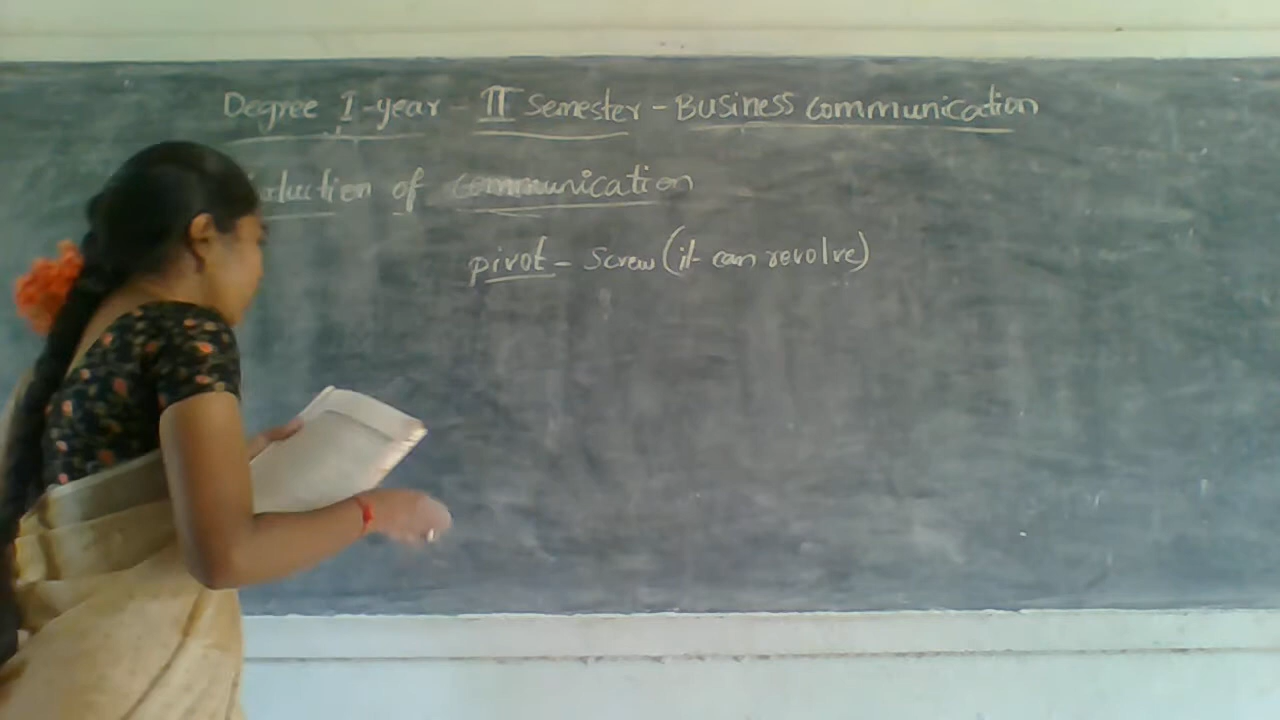 Degree I-year - II Semester - Business communication
of communication
pivot - Screw (it can revolve)